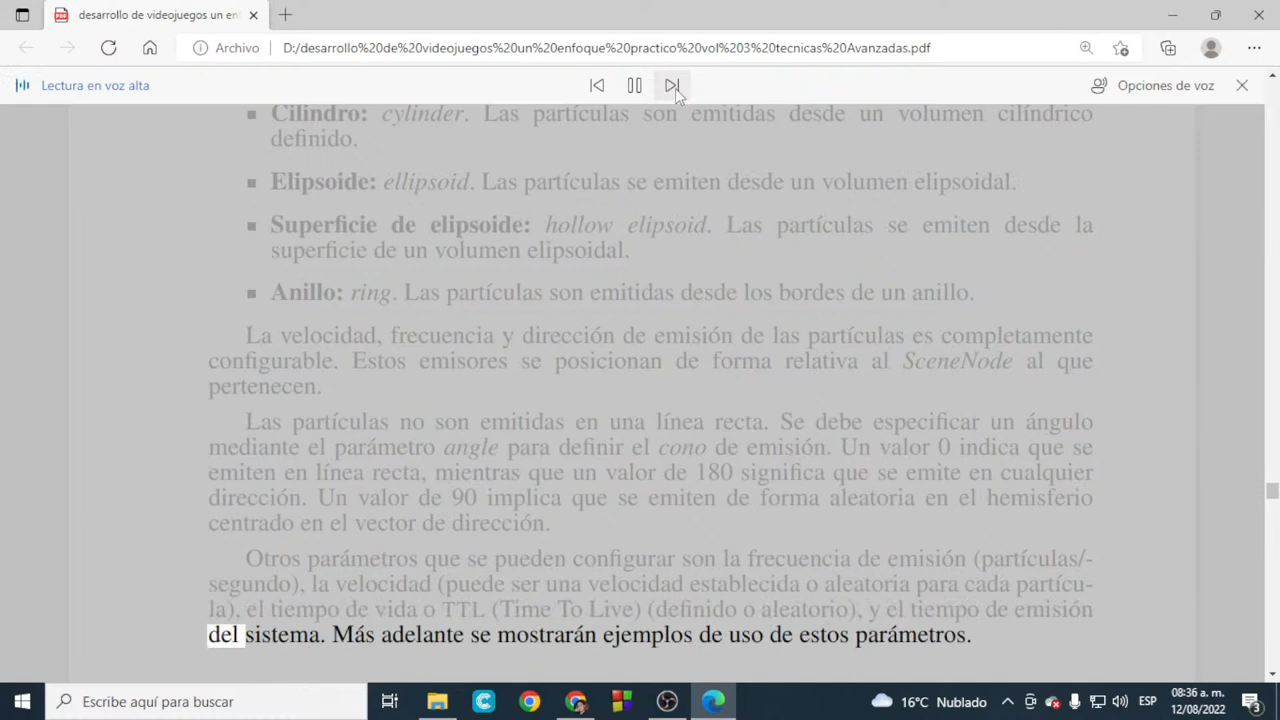 desarrollo de videojuegos un en
Archivo
D:/desarrollo%20de%20videojuegos%20un%20enfoque%20practico%20vol%203%20tecnicas%20Avanzadas.pdf
Lectura en voz alta
Opciones de voz
▪ Cilindro: cylinder. Las partículas son emitidas desde un volumen cilíndrico
definido.
▪ Elipsoide: ellipsoid. Las partículas se emiten desde un volumen elipsoidal.
▪ Superficie de elipsoide: hollow elipsoid. Las partículas se emiten desde la
superficie de un volumen elipsoidal.
▪ Anillo: ring. Las partículas son emitidas desde los bordes de un anillo.
La velocidad, frecuencia y dirección de emisión de las partículas es completamente
configurable. Estos emisores se posicionan de forma relativa al SceneNode al que
pertenecen.
Las partículas no son emitidas en una línea recta. Se debe especificar un ángulo
mediante el parámetro angle para definir el cono de emisión. Un valor 0 indica que se
emiten en línea recta, mientras que un valor de 180 significa que se emite en cualquier
dirección. Un valor de 90 implica que se emiten de forma aleatoria en el hemisferio
centrado en el vector de dirección.
Otros parámetros que se pueden configurar son la frecuencia de emisión (partículas/-
segundo), la velocidad (puede ser una velocidad establecida o aleatoria para cada partícu-
la), el tiempo de vida o TTL (Time To Live) (definido o aleatorio), y el tiempo de emisión
del sistema. Más adelante se mostrarán ejemplos de uso de estos parámetros.
Escribe aquí para buscar
16°C Nublado
ESP
08:36 a. m.
12/08/2022
3